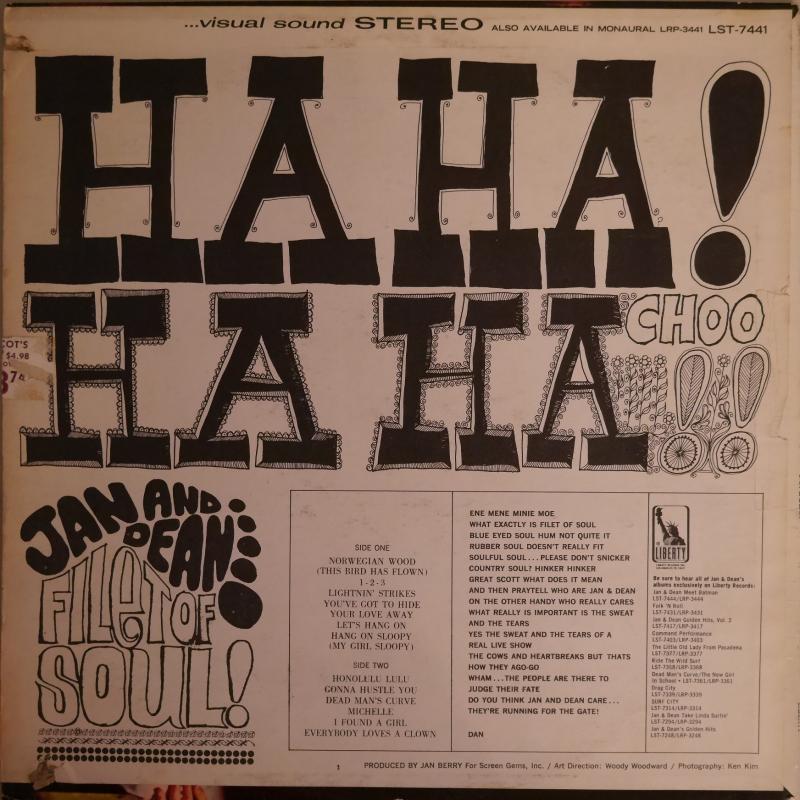 ...visual sound STEREO ALSO AVAILABLE IN MONAURAL LRP-3441 LST-7441
HA HA!
HA HA CHOO !!!
COT'S
$4.98
37¢
JAN AND
DEAN:
FILET OF
SOUL!
SIDE ONE
NORWEGIAN WOOD
(THIS BIRD HAS FLOWN)
1-2-3
LIGHTNIN' STRIKES
YOU'VE GOT TO HIDE
YOUR LOVE AWAY
LET'S HANG ON
HANG ON SLOOPY
(MY GIRL, SLOOPY)
SIDE TWO
HONOLULU LULU
GONNA HUSTLE YOU
DEAD MAN'S CURVE
MICHELLE
I FOUND A GIRL
EVERYBODY LOVES A CLOWN
ENE MENE MINIE MOE
WHAT EXACTLY IS FILET OF SOUL
BLUE EYED SOUL HUM NOT QUITE IT
RUBBER SOUL DOESN'T REALLY FIT
SOULFUL SOUL...PLEASE DON'T SNICKER
COUNTRY SOUL? HINKER HINKER
GREAT SCOTT WHAT DOES IT MEAN
AND THEN PRAYTELL WHO ARE JAN & DEAN
ON THE OTHER HANDY WHO REALLY CARES
WHAT REALLY IS IMPORTANT IS THE SWEAT
AND THE TEARS
YES THE SWEAT AND THE TEARS OF A
REAL LIVE SHOW
THE COWS AND HEARTBREAKS BUT THATS
HOW THEY AGO-GO
WHAM...THE PEOPLE ARE THERE TO
JUDGE THEIR FATE
DO YOU THINK JAN AND DEAN CARE...
THEY'RE RUNNING FOR THE GATE!
DAN
LIBERTY
Be sure to hear all of Jan & Dean's
albums exclusively on Liberty Records:
Jan & Dean Meet Batman
LST-7444/LRP-3444
Folk 'N Roll
LST-7431/LRP-3431
Jan & Dean Golden Hits, Vol. 2
LST-7417/LRP-3417
Command Performance
LST-7403/LRP-3403
The Little Old Lady From Pasadena
LST-7377/LRP-3377
Ride The Wild Surf
LST-7368/LRP-3368
Dead Man's Curve/The New Girl
In School • LST-7361/LRP-3361
Drag City
LST-7339/LRP-3339
SURF CITY
LST-7314/LRP-3314
Jan & Dean Take Linda Surfin'
LST-7294/LRP-3294
Jan & Dean's Golden Hits
LST-7248/LRP-3248
1 PRODUCED BY JAN BERRY For Screen Gems, Inc. / Art Direction: Woody Woodward / Photography: Ken Kim